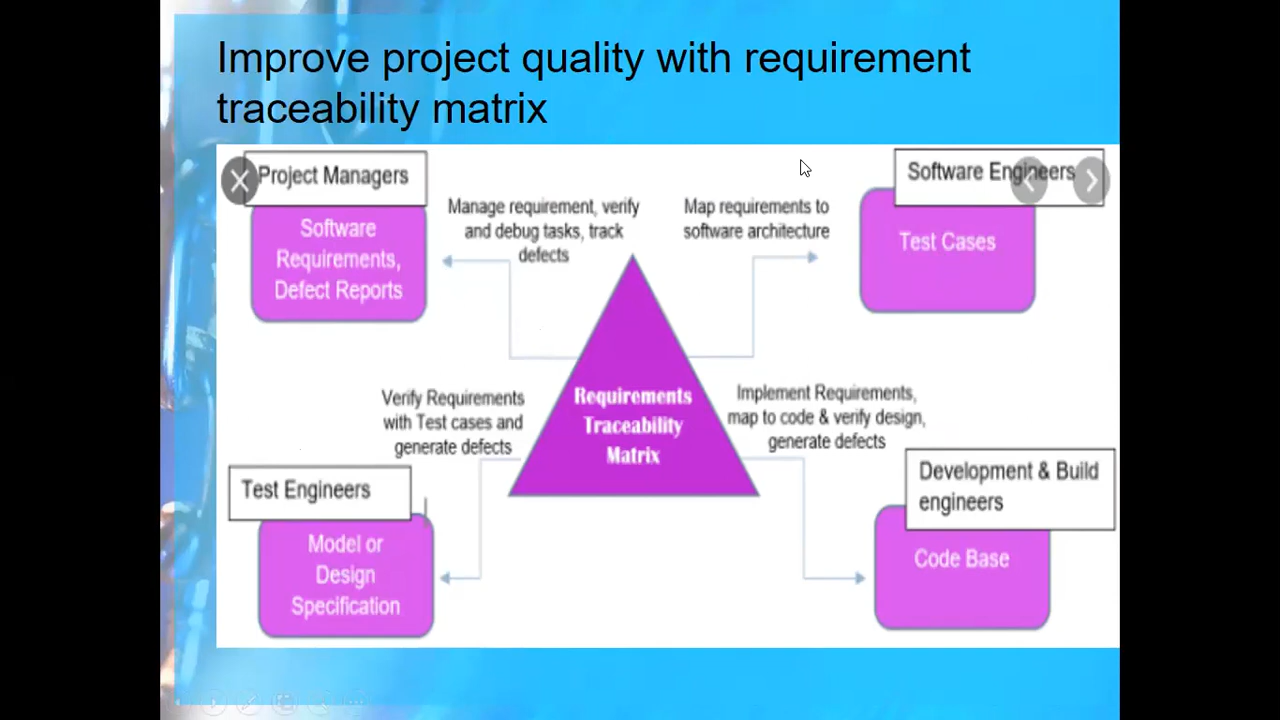 Improve project quality with requirement
traceability matrix
Project Managers
Software
Requirements,
Defect Reports
Manage requirement, verify
and debug tasks, track
defects
Map requirements to
software architecture
Software Engineers
Test Cases
Requirements
Traceability
Matrix
Verify Requirements
with Test cases and
generate defects
Implement Requirements,
map to code & verify design,
generate defects
Test Engineers
Model or
Design
Specification
Development & Build
engineers
Code Base